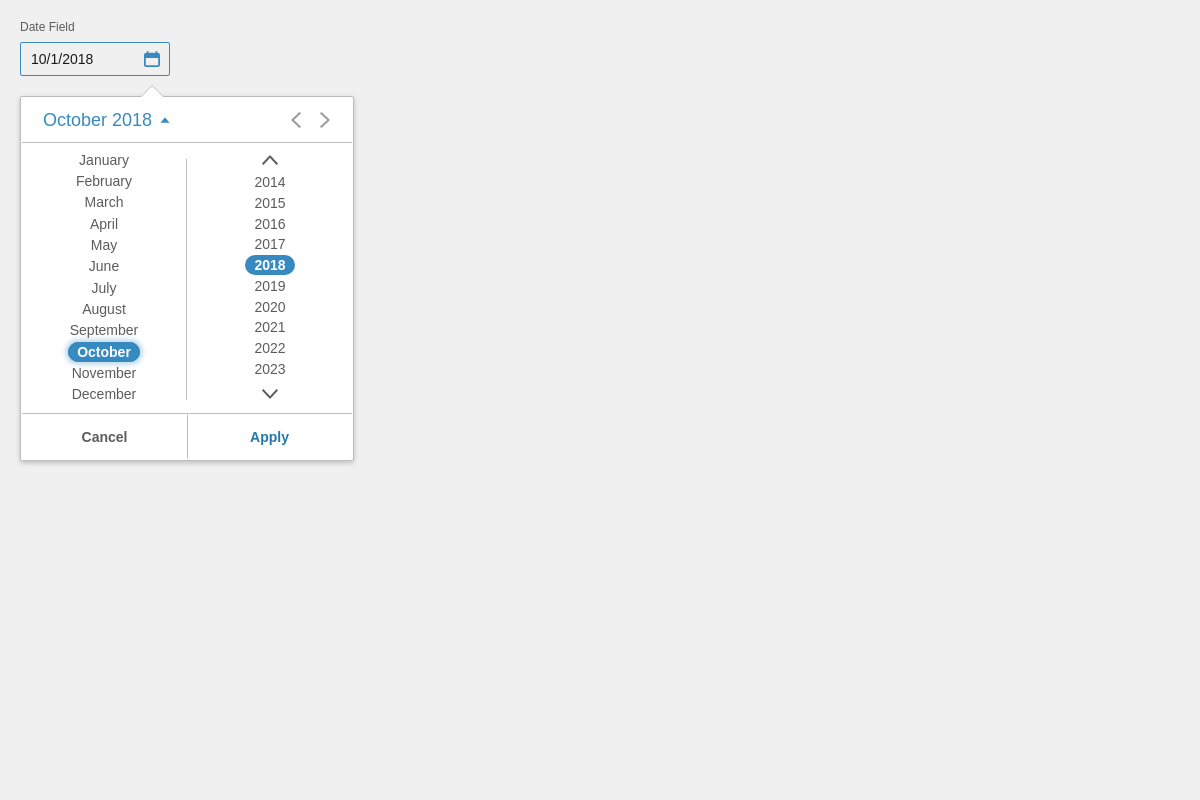 Date Field
10/1/2018
October 2018
January
February
March
April
May
June
July
August
September
October
November
December
2014
2015
2016
2017
2018
2019
2020
2021
2022
2023
Cancel
Apply